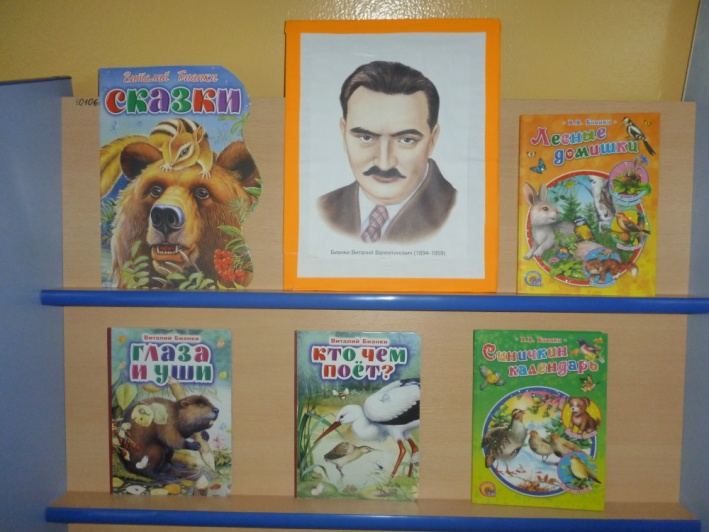 Виталий Бианки
Сказки
0106
Бианки Виталий Валентинович (1894-1959)
В.В. Бианки
Лесные
домишки
Виталий Бианки
ГЛАЗА
И УШИ
Виталий Бианки
КТО ЧЕМ
ПОЁТ?
В.В. Бианки
Синичкин
календарь